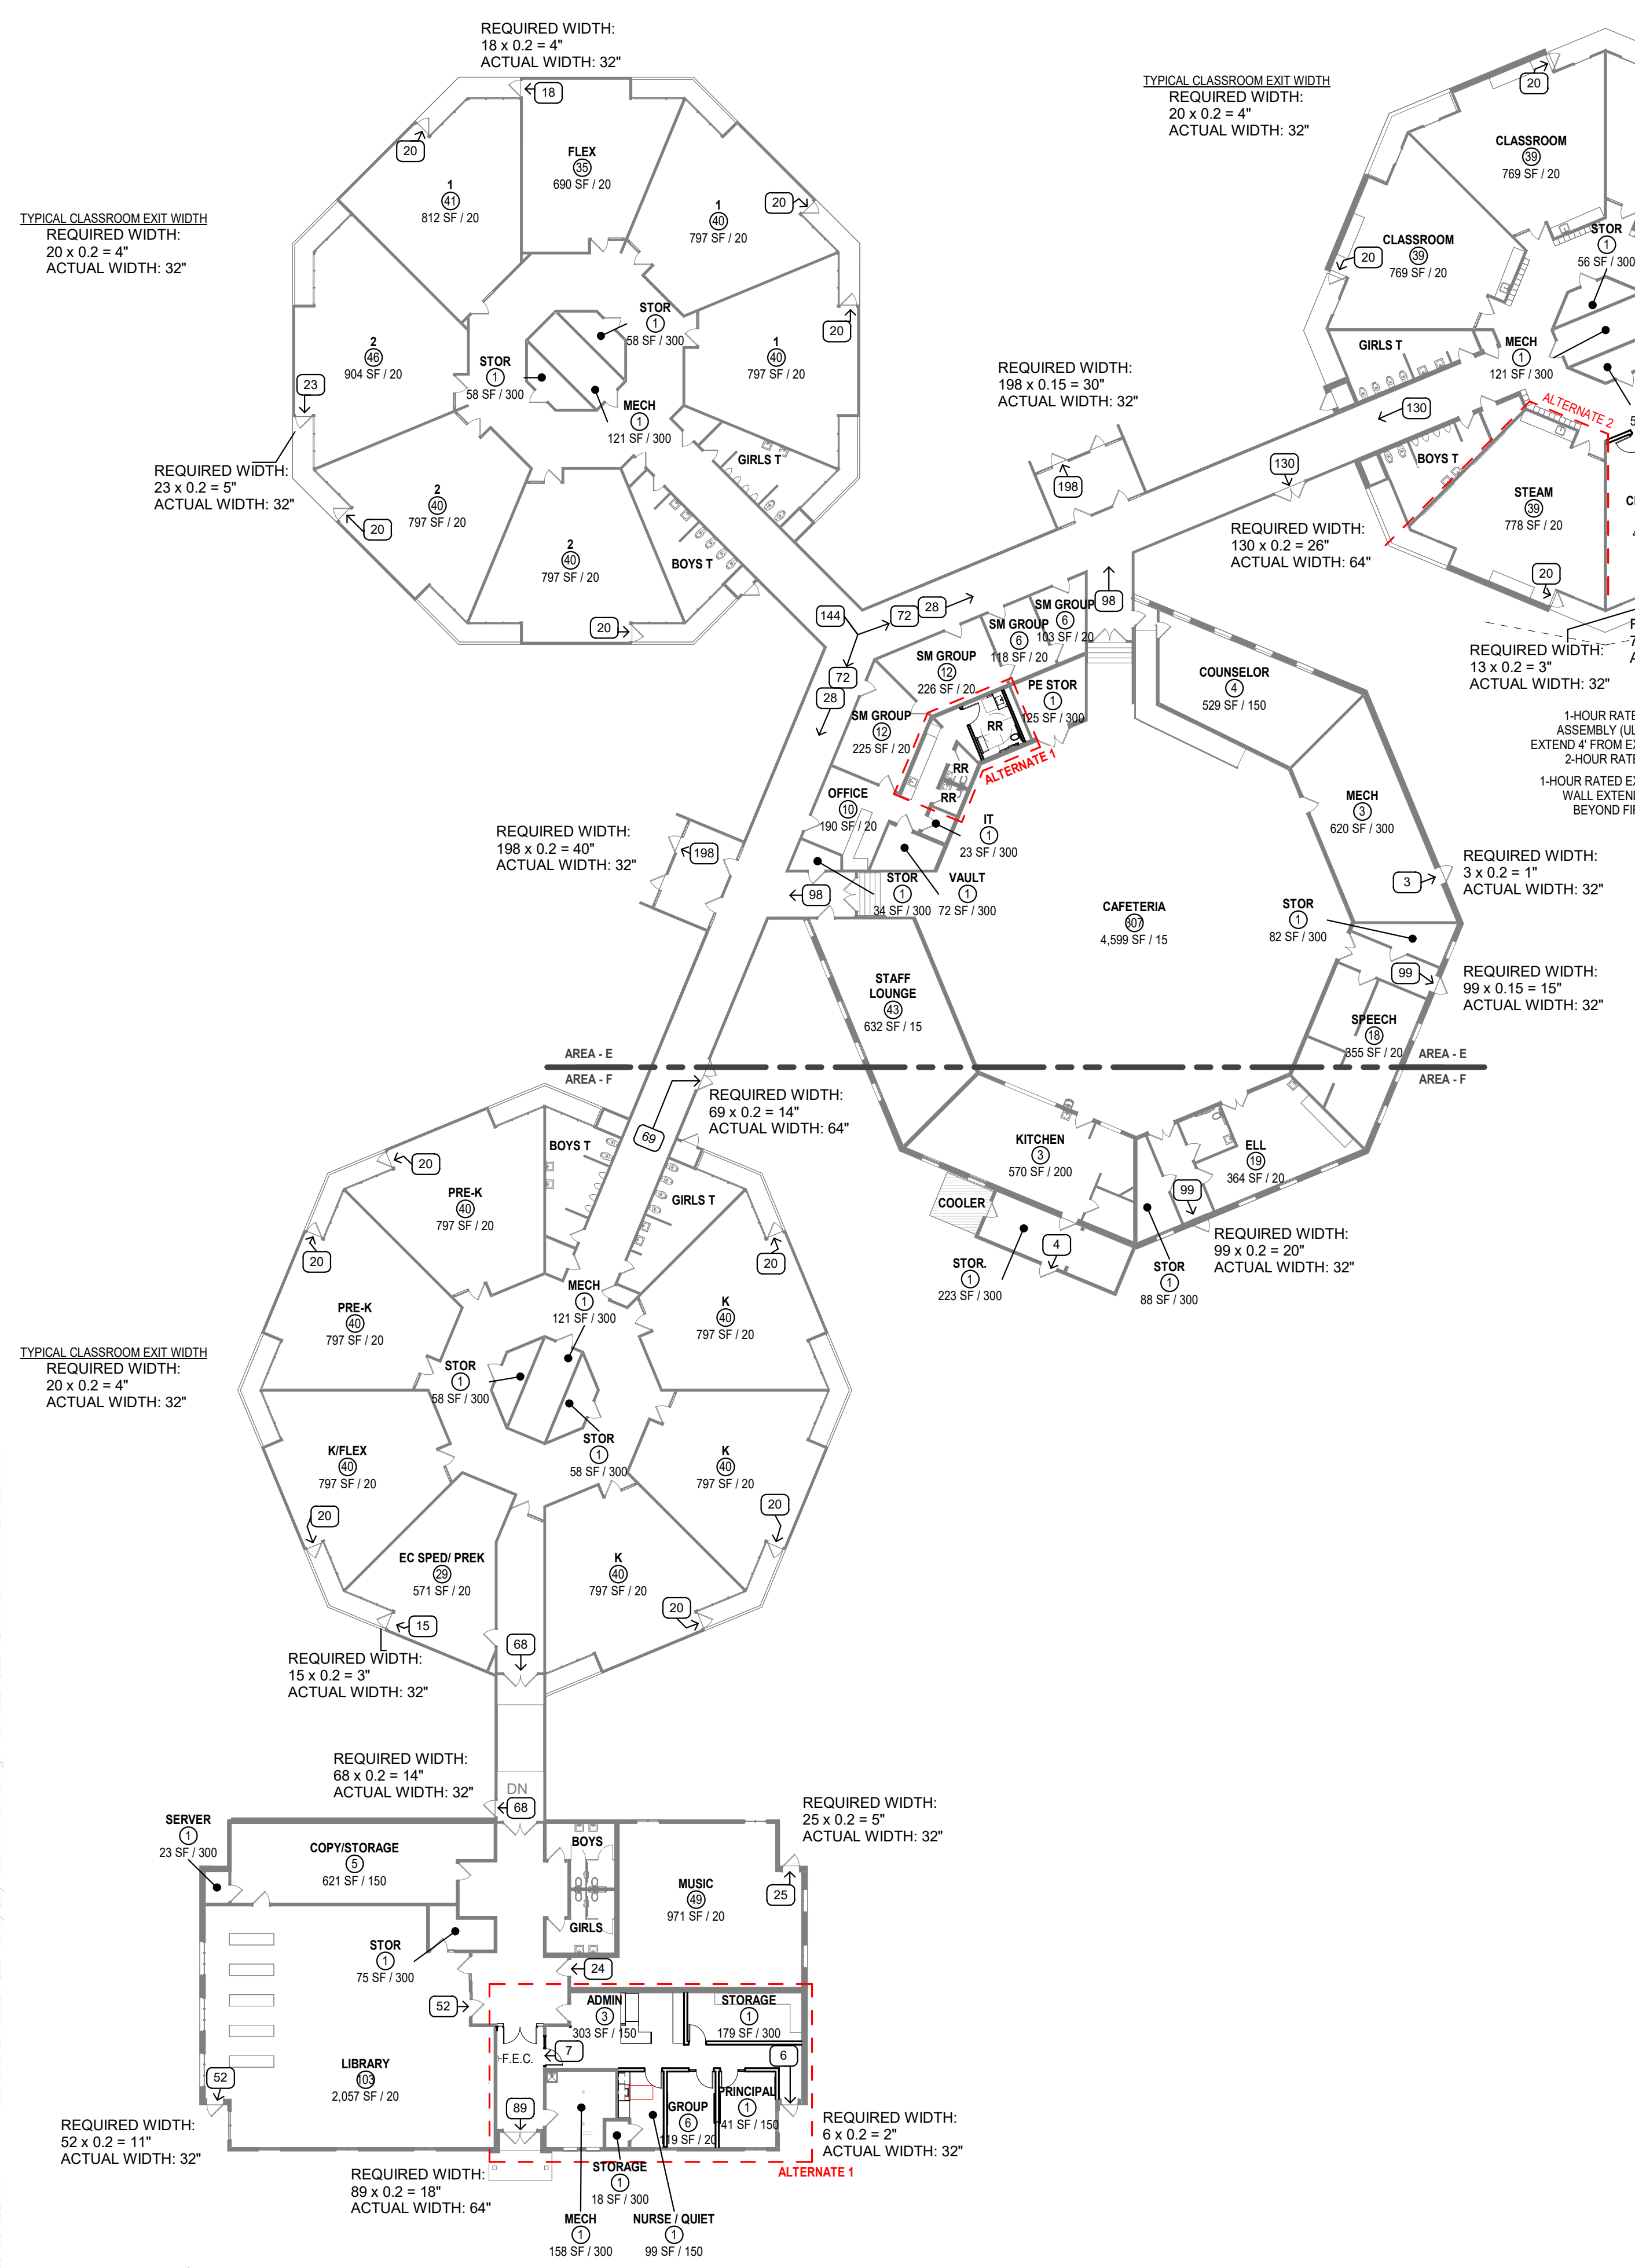 REQUIRED WIDTH:
18 x 0.2 = 4"
ACTUAL WIDTH: 32"
18
20
FLEX
35
690 SF / 20
1
41
812 SF / 20
20
1
40
797 SF / 20
TYPICAL CLASSROOM EXIT WIDTH
REQUIRED WIDTH:
20 x 0.2 = 4"
ACTUAL WIDTH: 32"
STOR
1
58 SF / 300
20
2
46
904 SF / 20
STOR
1
58 SF / 300
1
40
797 SF / 20
23
MECH
1
121 SF / 300
GIRLS T
REQUIRED WIDTH:
23 x 0.2 = 5"
ACTUAL WIDTH: 32"
20
2
40
797 SF / 20
2
40
797 SF / 20
BOYS T
20
TYPICAL CLASSROOM EXIT WIDTH
REQUIRED WIDTH:
20 x 0.2 = 4"
ACTUAL WIDTH: 32"
20
CLASSROOM
39
769 SF / 20
CLASSROOM
39
769 SF / 20
20
STOR
1
56 SF / 300
GIRLS T
MECH
1
121 SF / 300
REQUIRED WIDTH:
198 x 0.15 = 30"
ACTUAL WIDTH: 32"
130
ALTERNATE 2
198
130
BOYS T
STEAM
39
778 SF / 20
REQUIRED WIDTH:
130 x 0.2 = 26"
ACTUAL WIDTH: 64"
20
REQUIRED WIDTH:
13 x 0.2 = 3"
ACTUAL WIDTH: 32"
144
72
28
98
72
28
SM GROUP
6
103 SF / 20
SM GROUP
6
118 SF / 20
SM GROUP
12
226 SF / 20
SM GROUP
12
225 SF / 20
PE STOR
1
125 SF / 300
COUNSELOR
4
529 SF / 150
RR
RR
RR
ALTERNATE 1
OFFICE
10
190 SF / 20
IT
1
23 SF / 300
MECH
3
620 SF / 300
1-HOUR RATE
ASSEMBLY (UL
EXTEND 4' FROM EX
2-HOUR RATE
1-HOUR RATED EX
WALL EXTEN
BEYOND FIR
REQUIRED WIDTH:
198 x 0.2 = 40"
ACTUAL WIDTH: 32"
198
98
STOR
1
34 SF / 300
VAULT
1
72 SF / 300
REQUIRED WIDTH:
3 x 0.2 = 1"
ACTUAL WIDTH: 32"
3
CAFETERIA
307
4,599 SF / 15
STOR
1
82 SF / 300
99
REQUIRED WIDTH:
99 x 0.15 = 15"
ACTUAL WIDTH: 32"
STAFF
LOUNGE
43
632 SF / 15
SPEECH
18
355 SF / 20
AREA - E
AREA - F
AREA - E
AREA - F
REQUIRED WIDTH:
69 x 0.2 = 14"
ACTUAL WIDTH: 64"
69
KITCHEN
3
570 SF / 200
ELL
19
364 SF / 20
COOLER
99
4
REQUIRED WIDTH:
99 x 0.2 = 20"
ACTUAL WIDTH: 32"
STOR.
1
223 SF / 300
STOR
1
88 SF / 300
BOYS T
20
PRE-K
40
797 SF / 20
GIRLS T
20
20
PRE-K
40
797 SF / 20
MECH
1
121 SF / 300
K
40
797 SF / 20
TYPICAL CLASSROOM EXIT WIDTH
REQUIRED WIDTH:
20 x 0.2 = 4"
ACTUAL WIDTH: 32"
STOR
1
58 SF / 300
STOR
1
58 SF / 300
K/FLEX
40
797 SF / 20
K
40
797 SF / 20
20
20
EC SPED/ PREK
29
571 SF / 20
K
40
797 SF / 20
15
20
68
REQUIRED WIDTH:
15 x 0.2 = 3"
ACTUAL WIDTH: 32"
REQUIRED WIDTH:
68 x 0.2 = 14"
ACTUAL WIDTH: 32"
DN
68
REQUIRED WIDTH:
25 x 0.2 = 5"
ACTUAL WIDTH: 32"
SERVER
1
23 SF / 300
COPY/STORAGE
5
621 SF / 150
BOYS
MUSIC
49
971 SF / 20
25
GIRLS
STOR
1
75 SF / 300
24
52
ADMIN
3
303 SF / 150
STORAGE
1
179 SF / 300
F.E.C.
7
6
LIBRARY
103
2,057 SF / 20
52
89
GROUP
6
119 SF / 20
PRINCIPAL
1
41 SF / 150
REQUIRED WIDTH:
52 x 0.2 = 11"
ACTUAL WIDTH: 32"
REQUIRED WIDTH:
6 x 0.2 = 2"
ACTUAL WIDTH: 32"
ALTERNATE 1
REQUIRED WIDTH:
89 x 0.2 = 18"
ACTUAL WIDTH: 64"
STORAGE
1
18 SF / 300
MECH
1
158 SF / 300
NURSE / QUIET
1
99 SF / 150